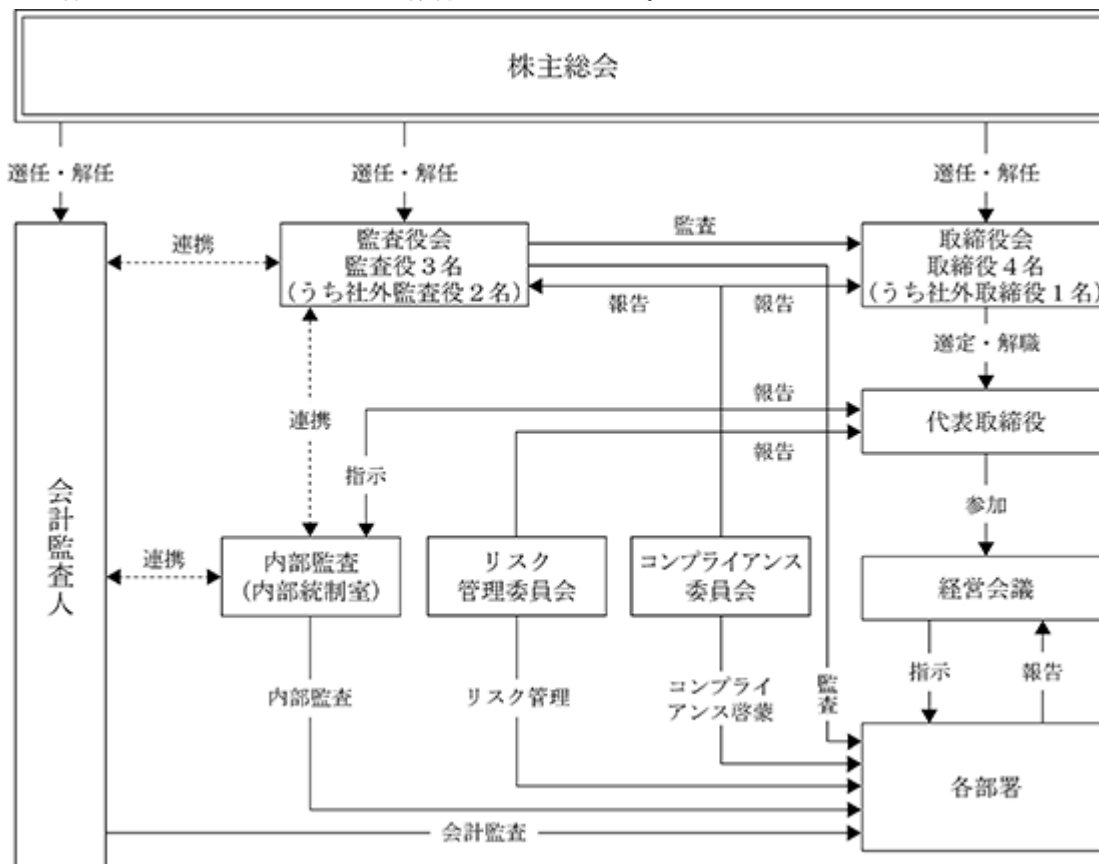 株主総会
選任・解任
選任・解任
選任・解任
連携
監査役会
監査役3名
(うち社外監査役2名)
監査
取締役会
取締役4名
(うち社外取締役1名)
報告
報告
選定・解職
連携
報告
代表取締役
報告
指示
参加
会計監査人
連携
内部監査
(内部統制室)
リスク
管理委員会
コンプライアンス
委員会
経営会議
指示
報告
内部監査
リスク管理
コンプライ
アンス啓蒙
監査
各部署
会計監査